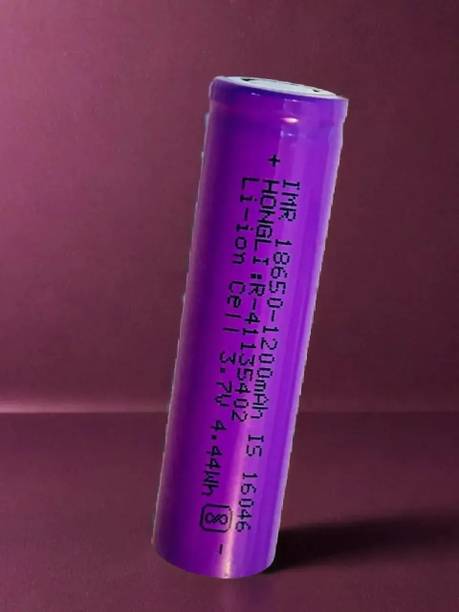 +
IMR 18650-1200mAh IS 16046
HONGLI:R-41135402
Li-ion Cell 3.7V 4.44Wh
-